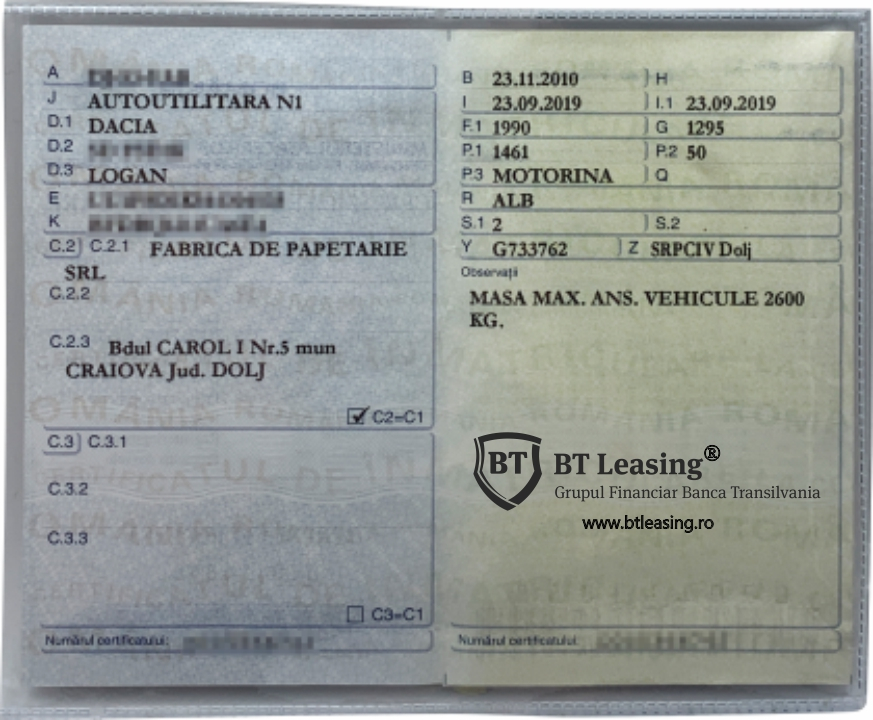 A
J AUTOUTILITARA N1
D.1 DACIA
D.2
D.3 LOGAN
E
K
C.2 C.2.1 FABRICA DE PAPETARIE
SRL
C.2.2
C.2.3 Bdul CAROL I Nr.5 mun
CRAIOVA Jud. DOLJ
C2=C1
C.3 C.3.1
C.3.2
C.3.3
C3=C1
Numărul certificatului:
B 23.11.2010 H
I 23.09.2019 I.1 23.09.2019
F.1 1990 G 1295
P.1 1461 P.2 50
P.3 MOTORINA Q
R ALB
S.1 2 S.2
Y G733762 Z SRPCIV Dolj
Observaţii
MASA MAX. ANS. VEHICULE 2600
KG.
BT BT Leasing®
Grupul Financiar Banca Transilvania
www.btleasing.ro
Numărul certificatului: